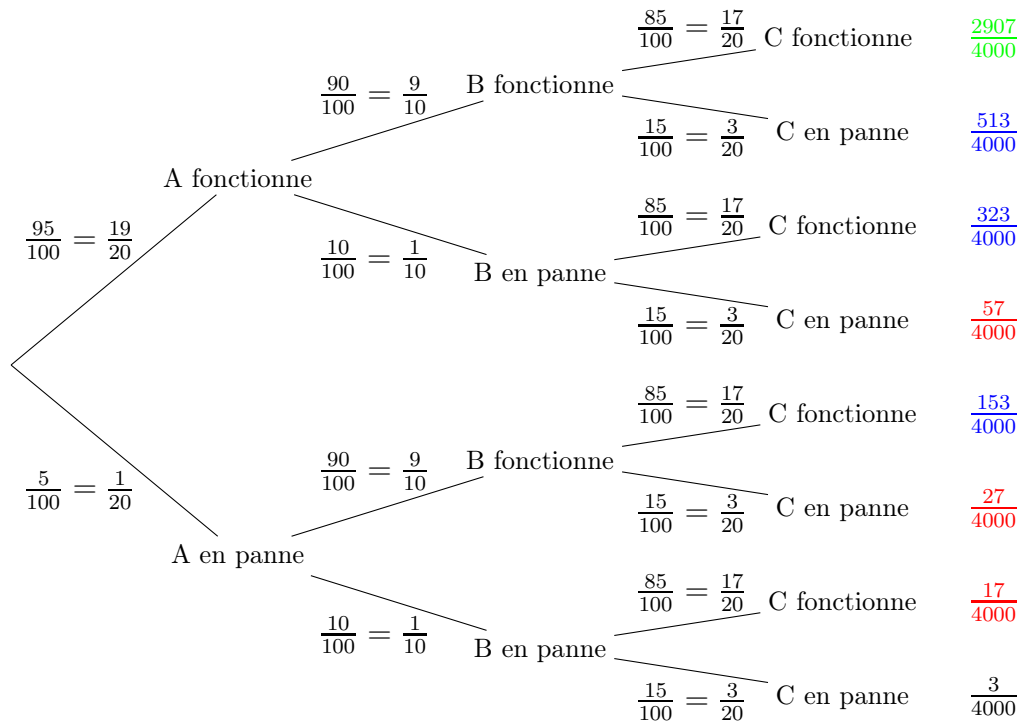 85/100 = 17/20 C fonctionne 2907/4000
90/100 = 9/10 B fonctionne
15/100 = 3/20 C en panne 513/4000
A fonctionne
85/100 = 17/20 C fonctionne 323/4000
95/100 = 19/20
10/100 = 1/10 B en panne
15/100 = 3/20 C en panne 57/4000
85/100 = 17/20 C fonctionne 153/4000
90/100 = 9/10 B fonctionne
5/100 = 1/20
15/100 = 3/20 C en panne 27/4000
A en panne
85/100 = 17/20 C fonctionne 17/4000
10/100 = 1/10 B en panne
15/100 = 3/20 C en panne 3/4000